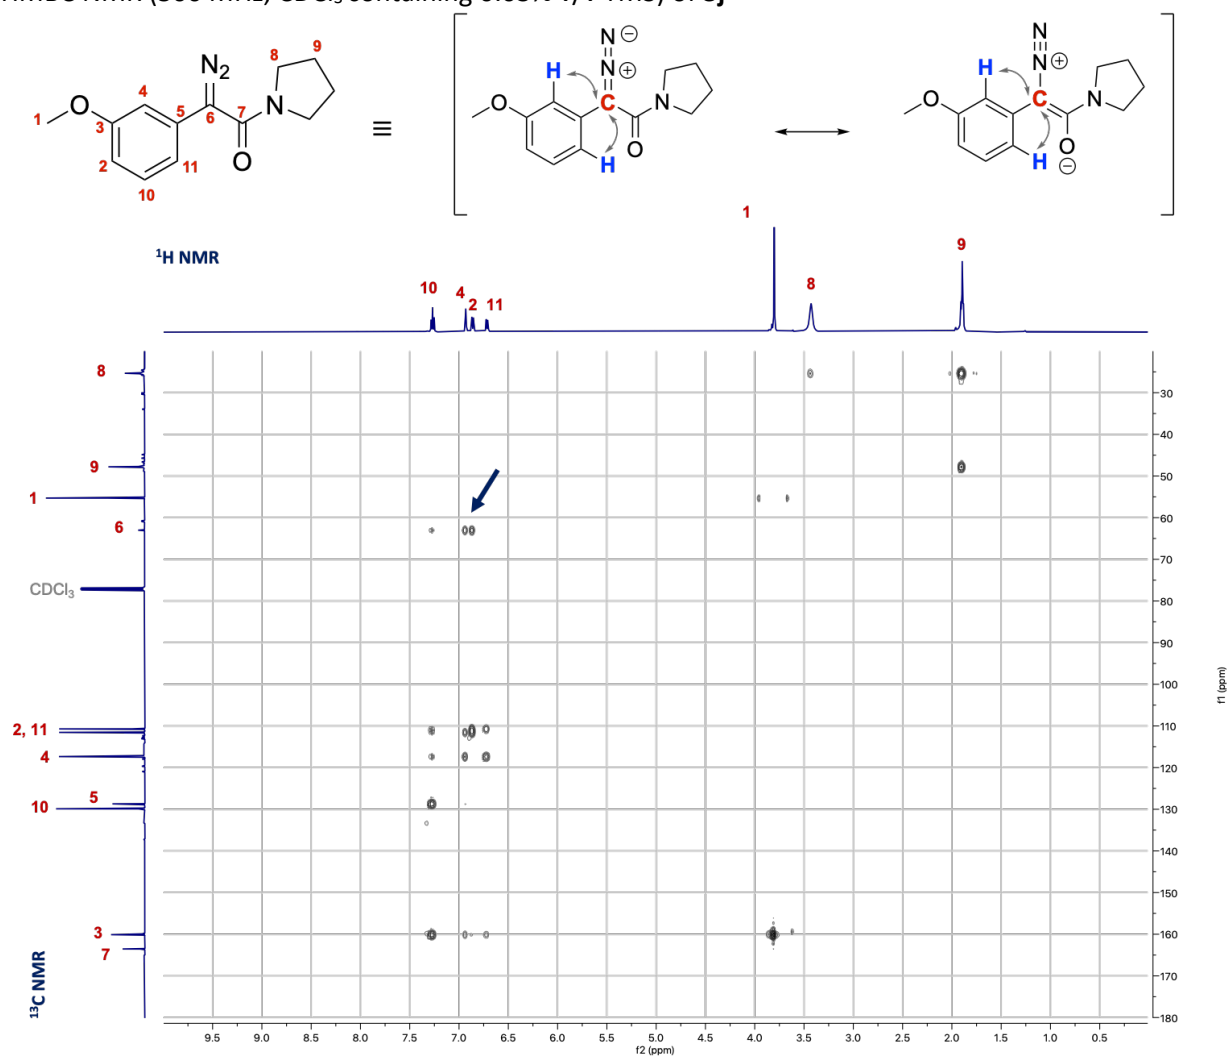 HMBC NMR (500 MHz, CDCl₃ containing 0.03% v/v TMS) of 3j
N₂
8
9
4
5
6
7
N
O
1
O
3
2
10
11
≡
N ⊖
N ⊕
H
C
N
O
O
H
N
N ⊕
H
C
N
O
O ⊖
H
¹H NMR
10
4
2
11
1
8
9
8
9
1
6
CDCl₃
2, 11
4
5
10
3
7
¹³C NMR
30
40
50
60
70
80
90
100
110
120
130
140
150
160
170
180
f1 (ppm)
9.5 9.0 8.5 8.0 7.5 7.0 6.5 6.0 5.5 5.0 4.5 4.0 3.5 3.0 2.5 2.0 1.5 1.0 0.5
f2 (ppm)